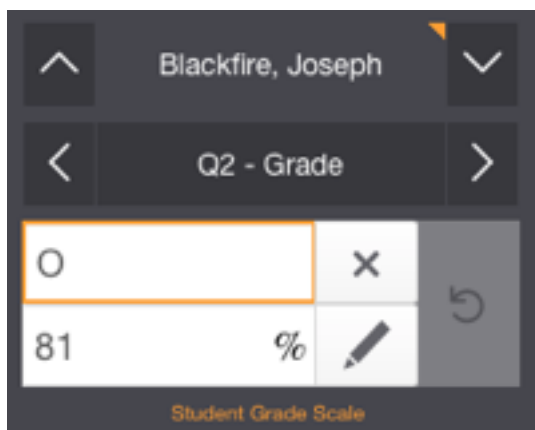 Blackfire, Joseph
Q2 - Grade
O
81 %
Student Grade Scale